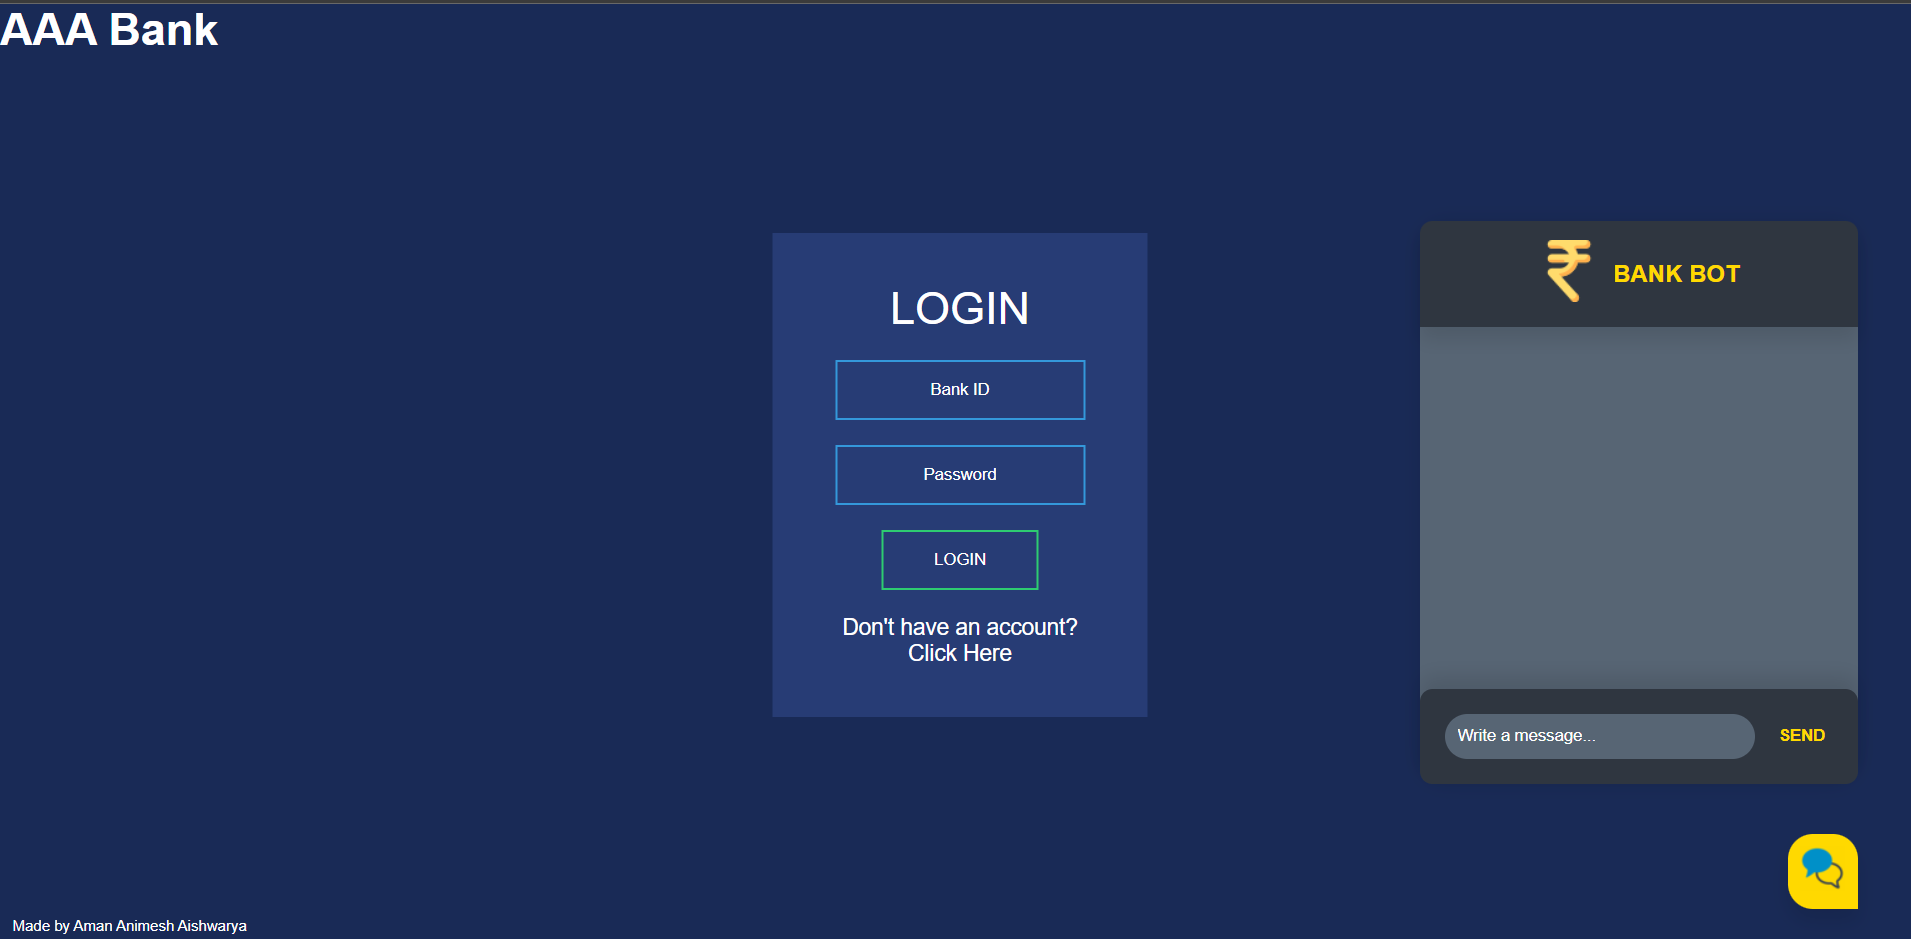 AAA Bank
LOGIN
Bank ID
Password
LOGIN
Don't have an account?
Click Here
BANK BOT
Write a message...
SEND
Made by Aman Animesh Aishwarya